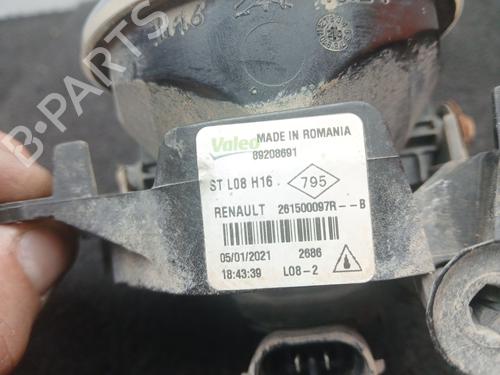 Valeo MADE IN ROMANIA
89208691
ST L08 H16 795
RENAULT 261500097R--B
05/01/2021 2686
18:43:39 L08-2
B-PARTS